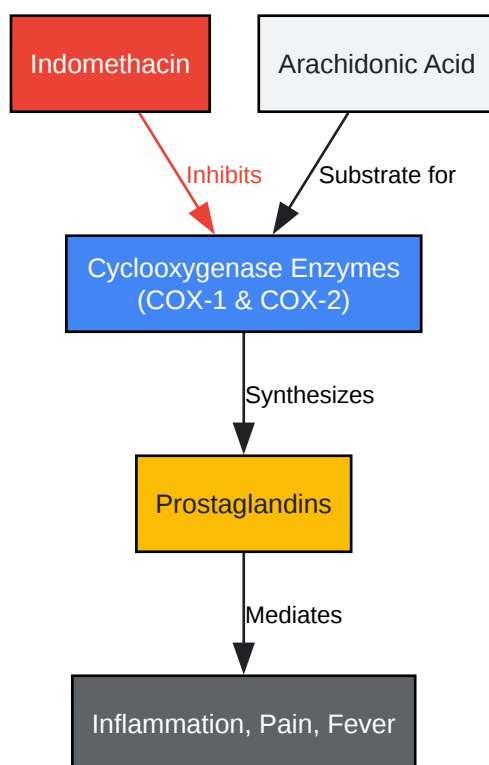 Indomethacin
Arachidonic Acid
Inhibits
Substrate for
Cyclooxygenase Enzymes
(COX-1 & COX-2)
Synthesizes
Prostaglandins
Mediates
Inflammation, Pain, Fever